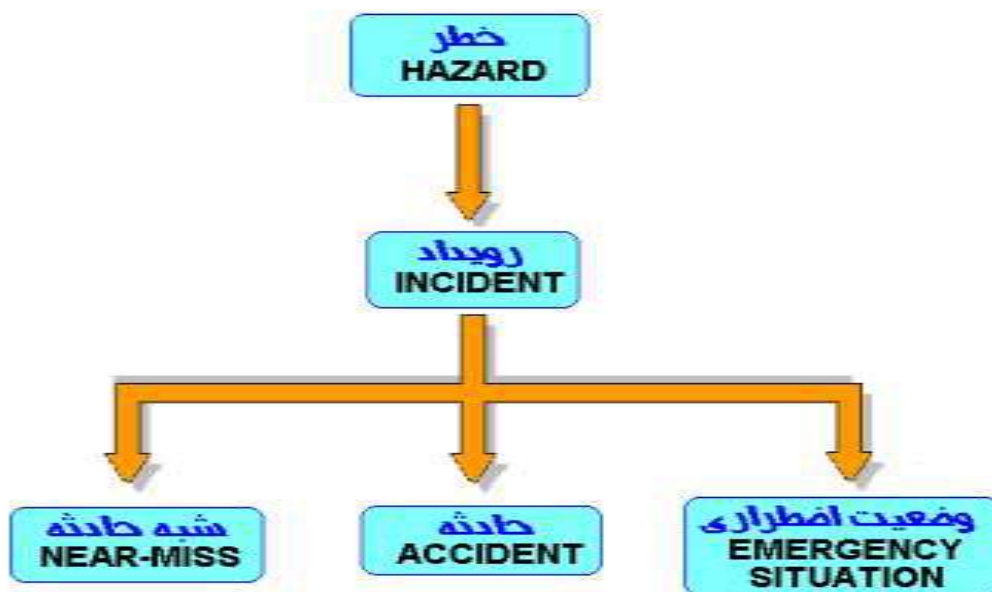 خطر
HAZARD
رویداد
INCIDENT
شبه حادثه
NEAR-MISS
حادثه
ACCIDENT
وضعیت اضطراری
EMERGENCY
SITUATION